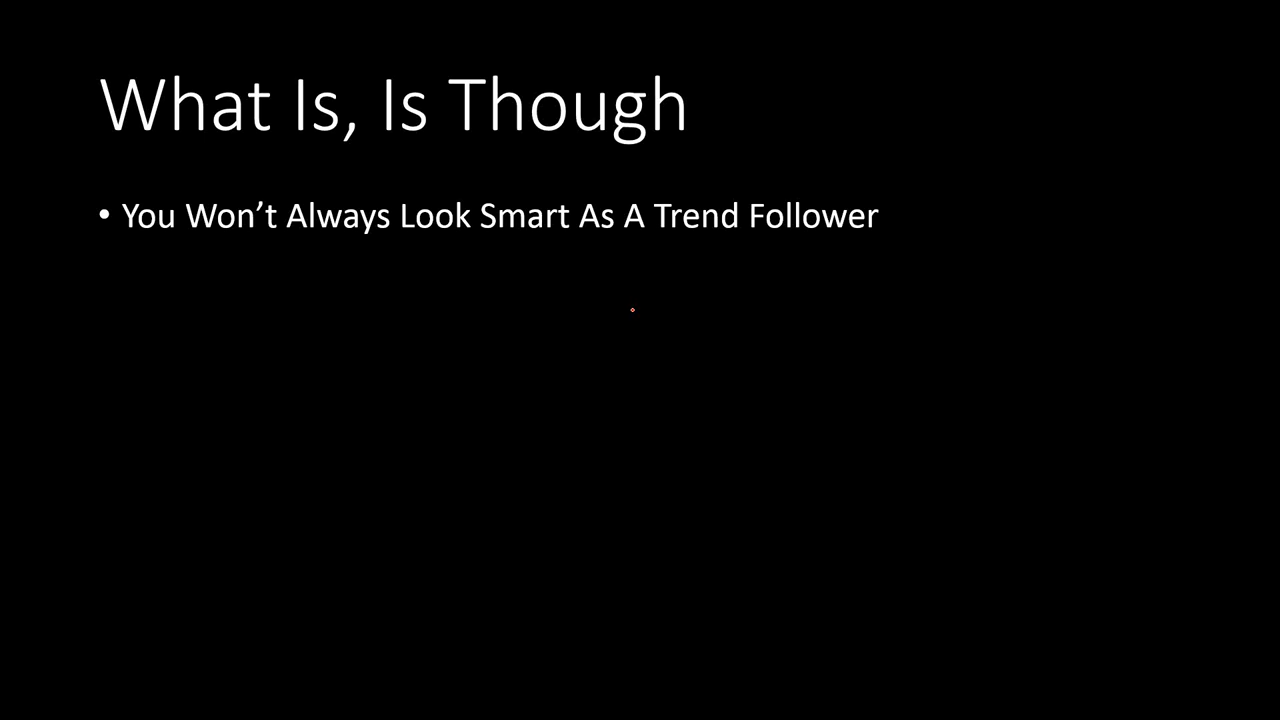 What Is, Is Though
• You Won’t Always Look Smart As A Trend Follower